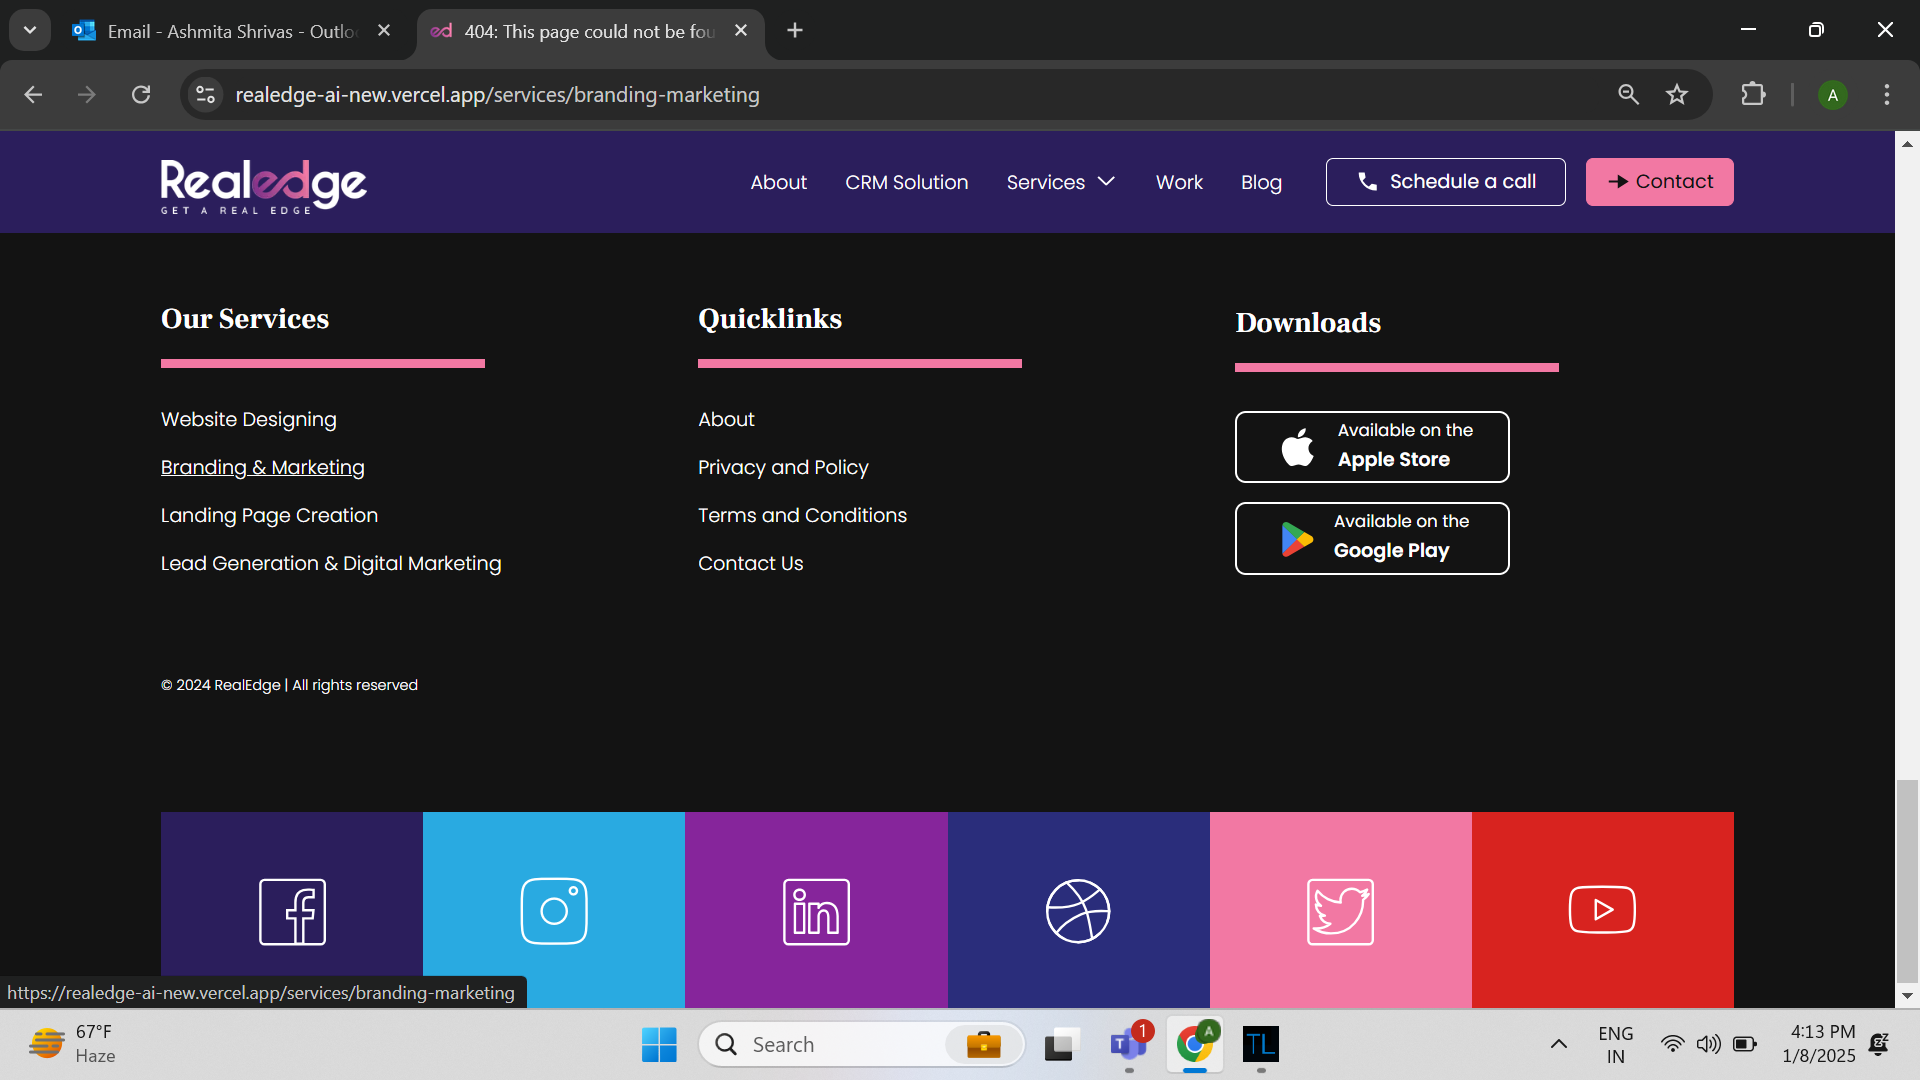 Email - Ashmita Shrivas - Outlo
404: This page could not be fou
realedge-ai-new.vercel.app/services/branding-marketing
A
Realedge
GET A REAL EDGE
About
CRM Solution
Services
Work
Blog
Schedule a call
Contact
Our Services
Website Designing
Branding & Marketing
Landing Page Creation
Lead Generation & Digital Marketing
Quicklinks
About
Privacy and Policy
Terms and Conditions
Contact Us
Downloads
Available on the
Apple Store
Available on the
Google Play
© 2024 RealEdge | All rights reserved
https://realedge-ai-new.vercel.app/services/branding-marketing
67°F
Haze
Search
1
A
TL
ENG
IN
4:13 PM
1/8/2025